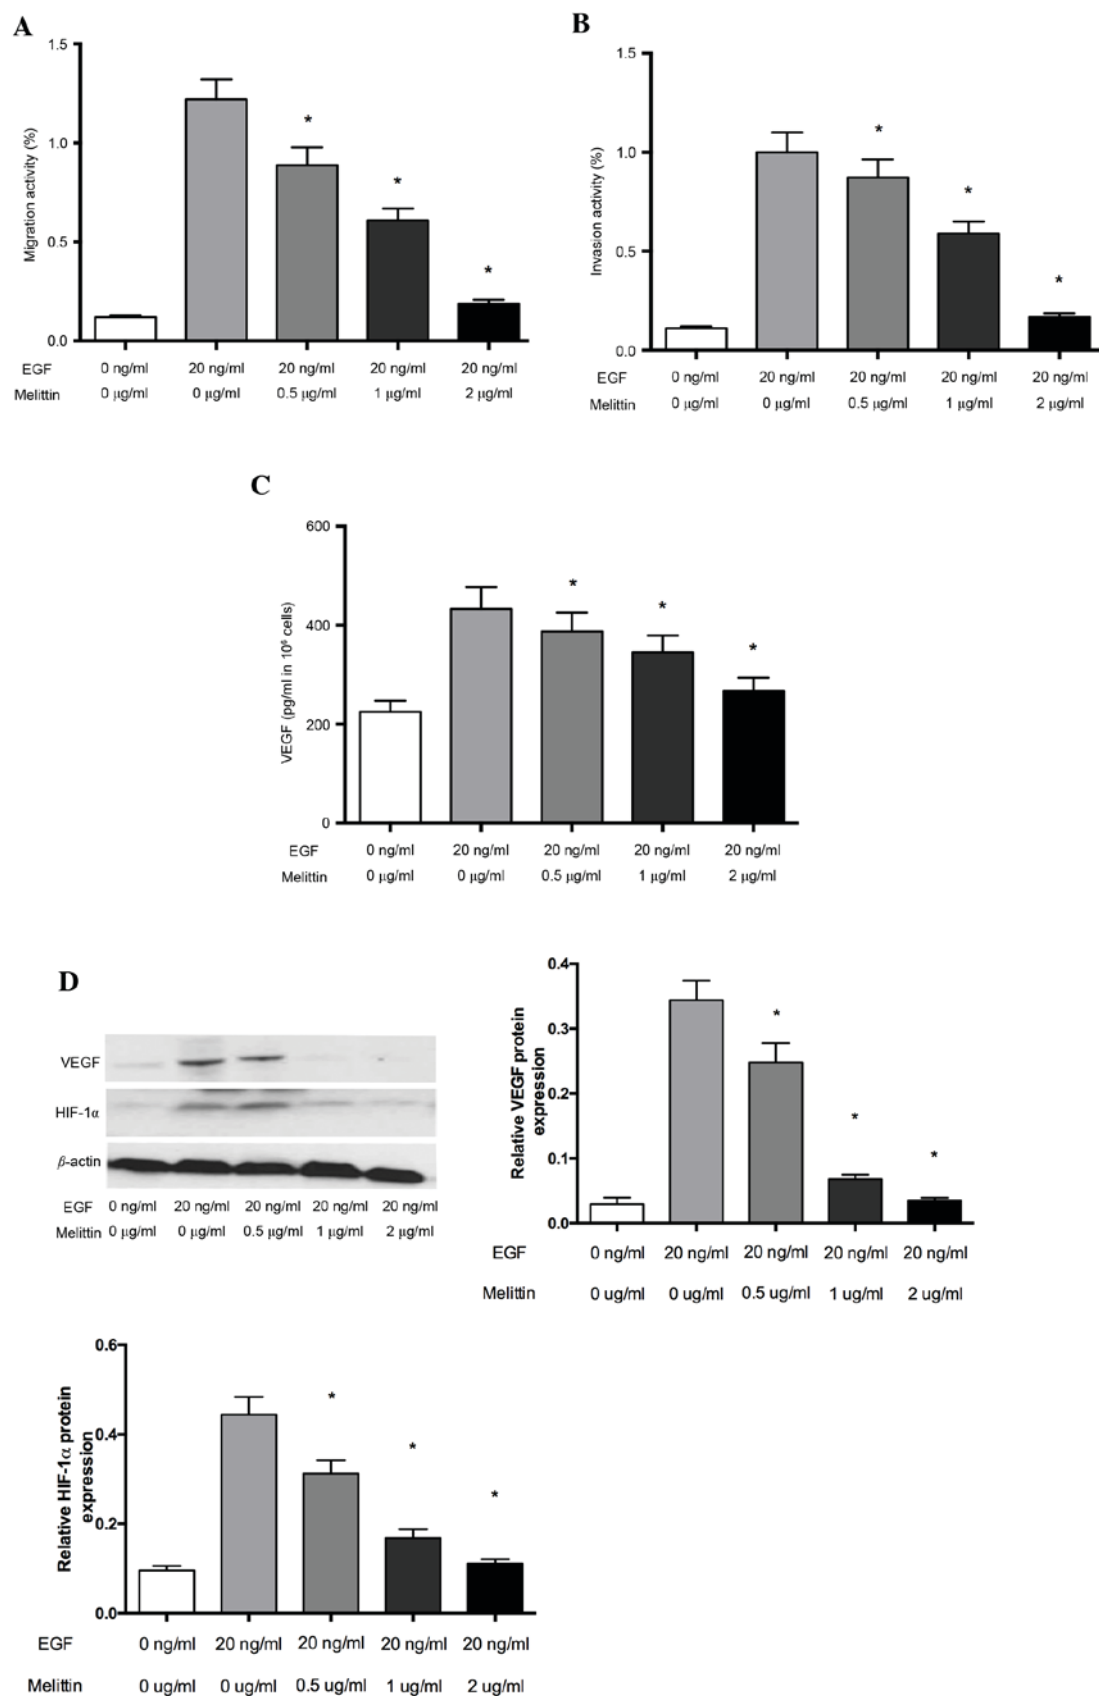 A
1.5
1.0
0.5
0.0
Migration activity (%)
*
*
*
EGF 0 ng/ml 20 ng/ml 20 ng/ml 20 ng/ml 20 ng/ml
Melittin 0 μg/ml 0 μg/ml 0.5 μg/ml 1 μg/ml 2 μg/ml
B
1.5
1.0
0.5
0.0
Invasion activity (%)
*
*
*
EGF 0 ng/ml 20 ng/ml 20 ng/ml 20 ng/ml 20 ng/ml
Melittin 0 μg/ml 0 μg/ml 0.5 μg/ml 1 μg/ml 2 μg/ml
C
600
400
200
0
VEGF (pg/ml in 10⁶ cells)
*
*
*
EGF 0 ng/ml 20 ng/ml 20 ng/ml 20 ng/ml 20 ng/ml
Melittin 0 μg/ml 0 μg/ml 0.5 μg/ml 1 μg/ml 2 μg/ml
D
VEGF
HIF-1α
β-actin
EGF 0 ng/ml 20 ng/ml 20 ng/ml 20 ng/ml 20 ng/ml
Melittin 0 μg/ml 0 μg/ml 0.5 μg/ml 1 μg/ml 2 μg/ml
0.4
0.3
0.2
0.1
0.0
Relative VEGF protein
expression
*
*
*
EGF 0 ng/ml 20 ng/ml 20 ng/ml 20 ng/ml 20 ng/ml
Melittin 0 ug/ml 0 ug/ml 0.5 ug/ml 1 ug/ml 2 ug/ml
0.6
0.4
0.2
0.0
Relative HIF-1α protein
expression
*
*
*
EGF 0 ng/ml 20 ng/ml 20 ng/ml 20 ng/ml 20 ng/ml
Melittin 0 ug/ml 0 ug/ml 0.5 ug/ml 1 ug/ml 2 ug/ml